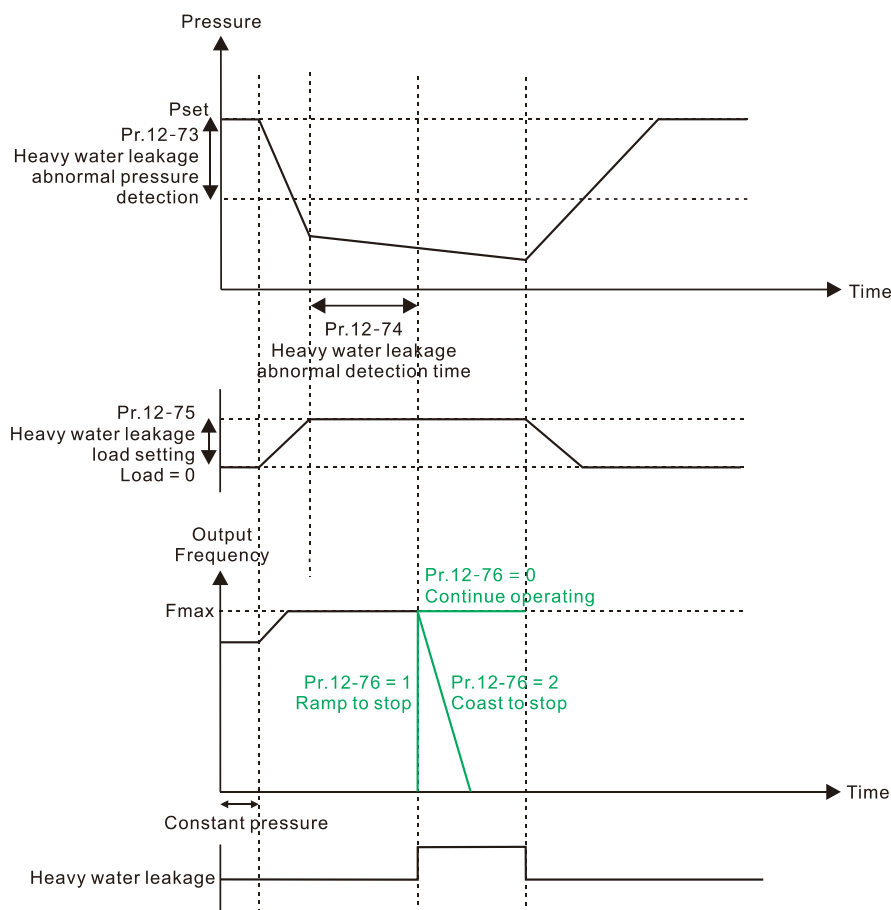 Pressure
Pset
Pr.12-73
Heavy water leakage
abnormal pressure
detection
Time
Pr.12-74
Heavy water leakage
abnormal detection time
Pr.12-75
Heavy water leakage
load setting
Load = 0
Output
Frequency
Fmax
Pr.12-76 = 0
Continue operating
Pr.12-76 = 1
Ramp to stop
Pr.12-76 = 2
Coast to stop
Time
Constant pressure
Heavy water leakage